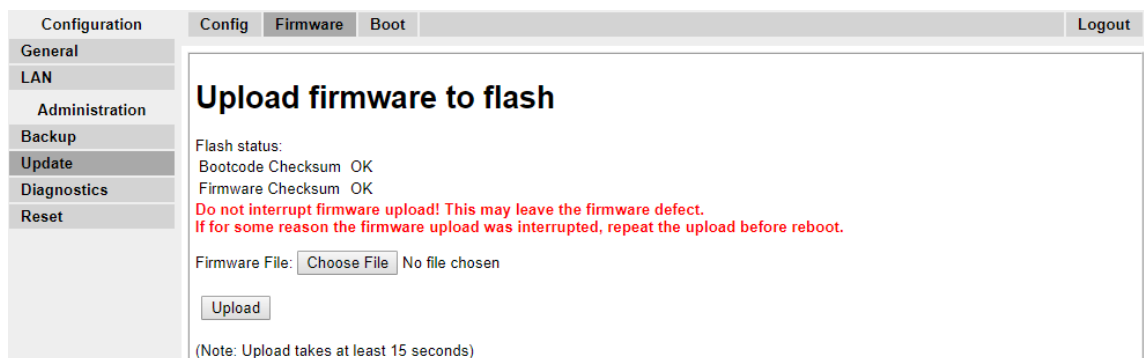 Configuration
Config Firmware Boot Logout
General
LAN
Administration
Backup
Update
Diagnostics
Reset
Upload firmware to flash
Flash status:
Bootcode Checksum OK
Firmware Checksum OK
Do not interrupt firmware upload! This may leave the firmware defect.
If for some reason the firmware upload was interrupted, repeat the upload before reboot.
Firmware File: Choose File No file chosen
Upload
(Note: Upload takes at least 15 seconds)